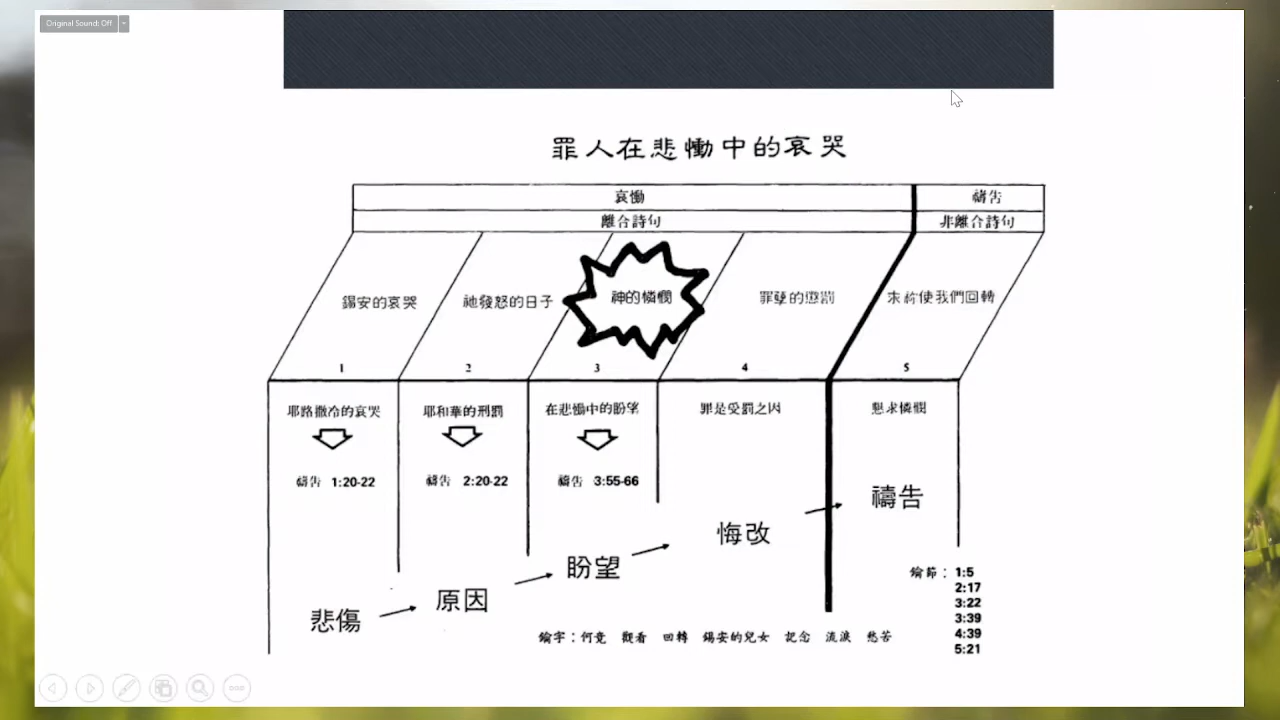 Original Sound: Off
罪人在悲慟中的哀哭
哀慟 禱告
離合詩句 非離合詩句
錫安的哀哭 祂發怒的日子 神的憐憫 罪孽的懲罰 求祢使我們回轉
1 2 3 4 5
耶路撒冷的哀哭 耶和華的刑罰 在悲慟中的盼望 罪是受罰之因 懇求憐憫
禱告 1:20-22 禱告 2:20-22 禱告 3:55-66
禱告
悔改
盼望
原因
悲傷
鑰節：1:5
2:17
3:22
3:39
4:39
5:21
鑰字：何竟 觀看 回轉 錫安的兒女 記念 流淚 愁苦